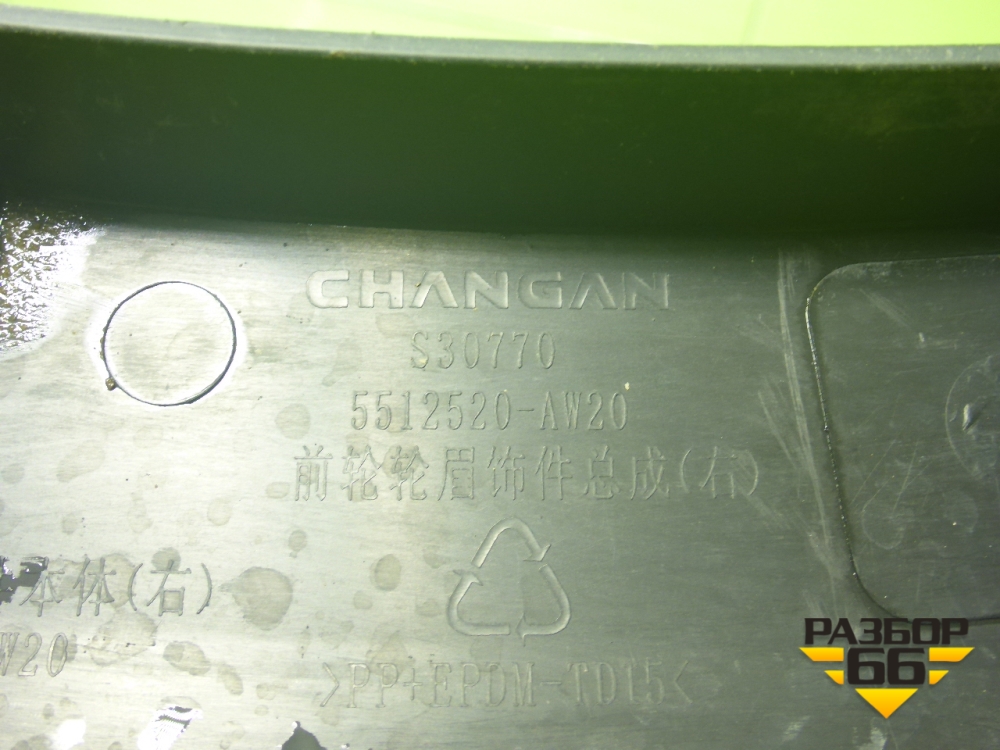 CHANGAN
S30770
5512520-AW20
前轮轮眉饰件总成(右)
本体(右)
W20
>PP+EPDM-TD15<
РАЗБОР
66